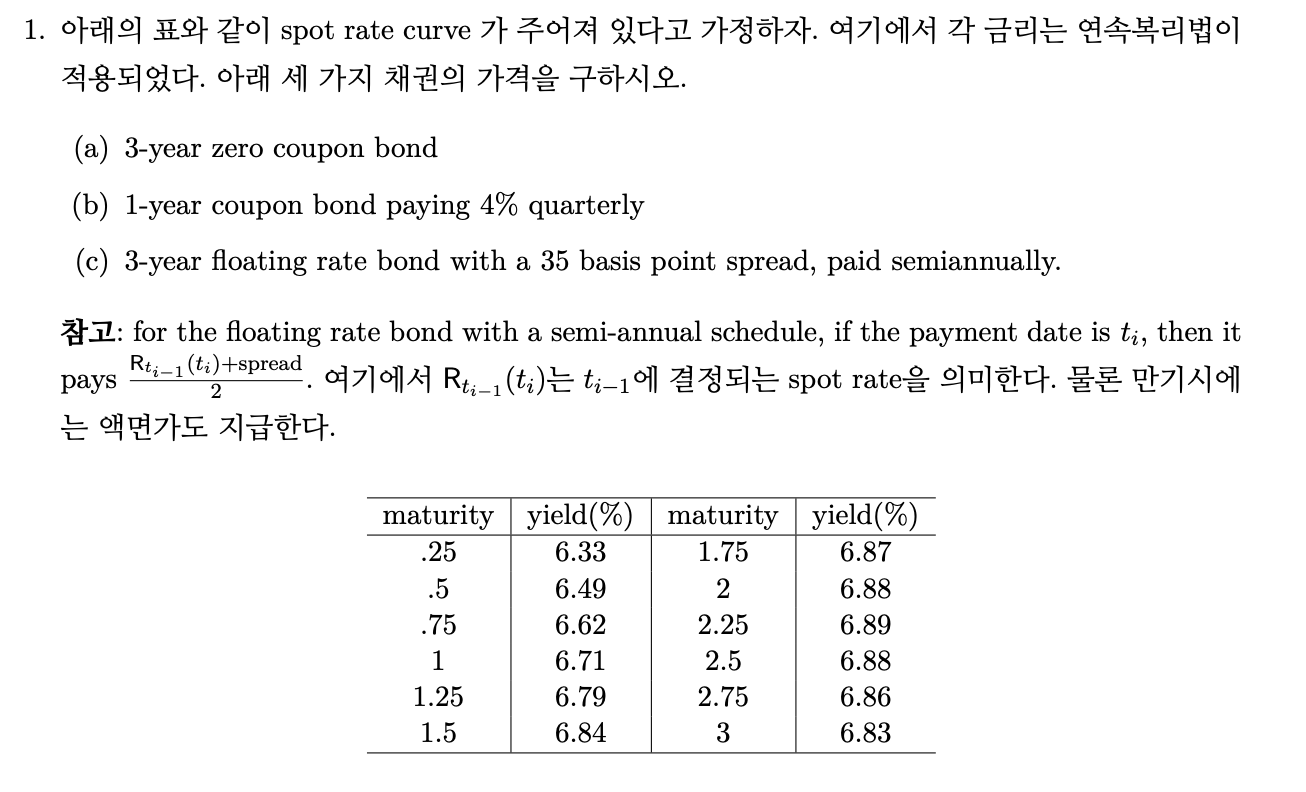 1. 아래의 표와 같이 spot rate curve 가 주어져 있다고 가정하자. 여기에서 각 금리는 연속복리법이
적용되었다. 아래 세 가지 채권의 가격을 구하시오.
(a) 3-year zero coupon bond
(b) 1-year coupon bond paying 4% quarterly
(c) 3-year floating rate bond with a 35 basis point spread, paid semiannually.
참고: for the floating rate bond with a semi-annual schedule, if the payment date is $t_i$, then it
pays $\frac{R_{t_{i-1}}(t_i)+\text{spread}}{2}$. 여기에서 $R_{t_{i-1}}(t_i)$는 $t_{i-1}$에 결정되는 spot rate을 의미한다. 물론 만기시에
는 액면가도 지급한다.
maturity yield(%) maturity yield(%)
.25 6.33 1.75 6.87
.5 6.49 2 6.88
.75 6.62 2.25 6.89
1 6.71 2.5 6.88
1.25 6.79 2.75 6.86
1.5 6.84 3 6.83